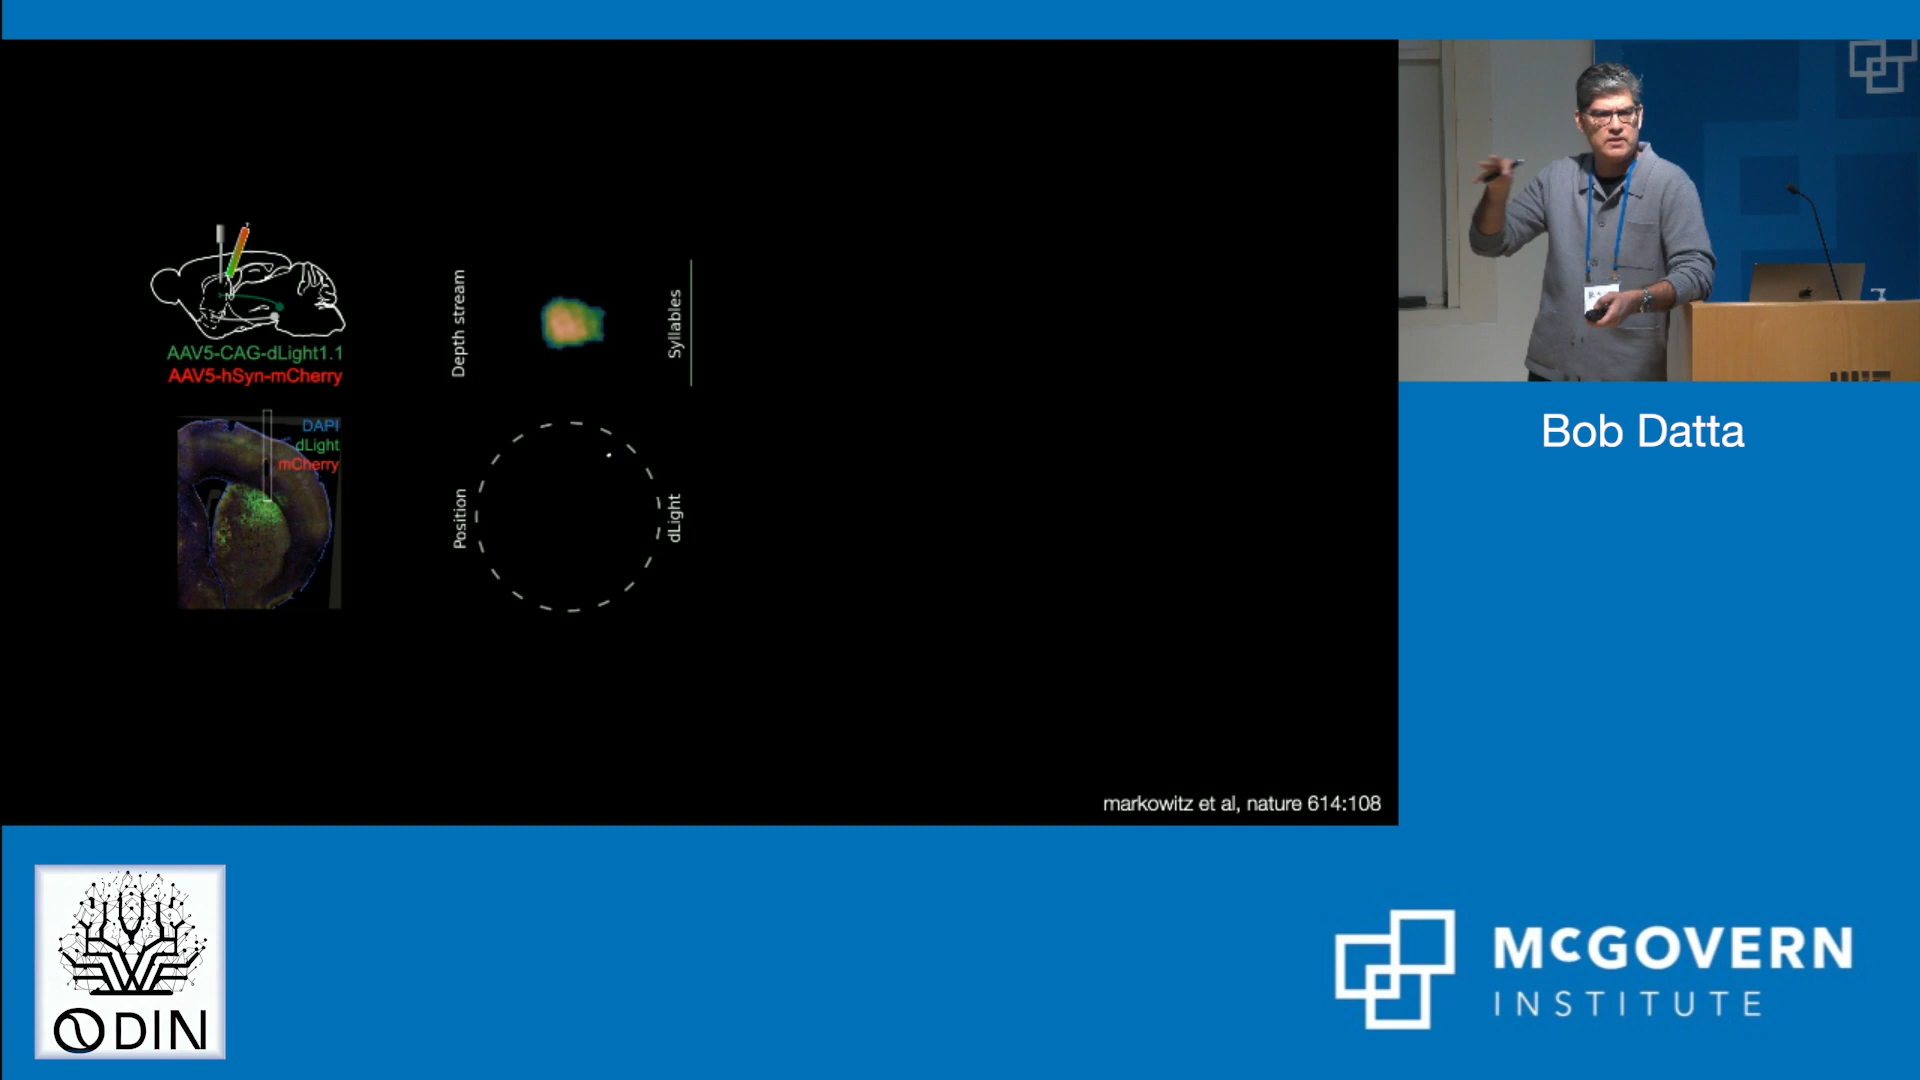 AAV5-CAG-dLight1.1
AAV5-hSyn-mCherry
DAPI
dLight
mCherry
Depth stream
Syllables
Position
dLight
markowitz et al, nature 614:108
Bob Datta
ODIN
McGOVERN
INSTITUTE